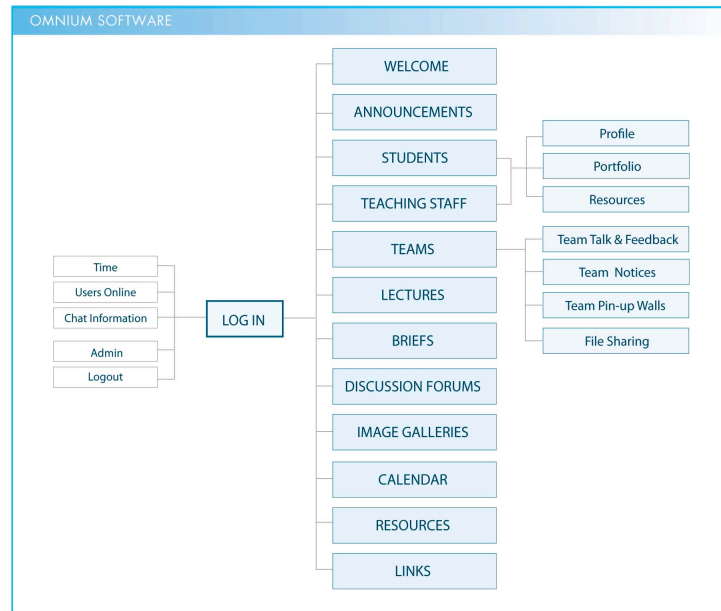 OMNIUM SOFTWARE
Time
Users Online
Chat Information
Admin
Logout
LOG IN
WELCOME
ANNOUNCEMENTS
STUDENTS
TEACHING STAFF
TEAMS
LECTURES
BRIEFS
DISCUSSION FORUMS
IMAGE GALLERIES
CALENDAR
RESOURCES
LINKS
Profile
Portfolio
Resources
Team Talk & Feedback
Team Notices
Team Pin-up Walls
File Sharing